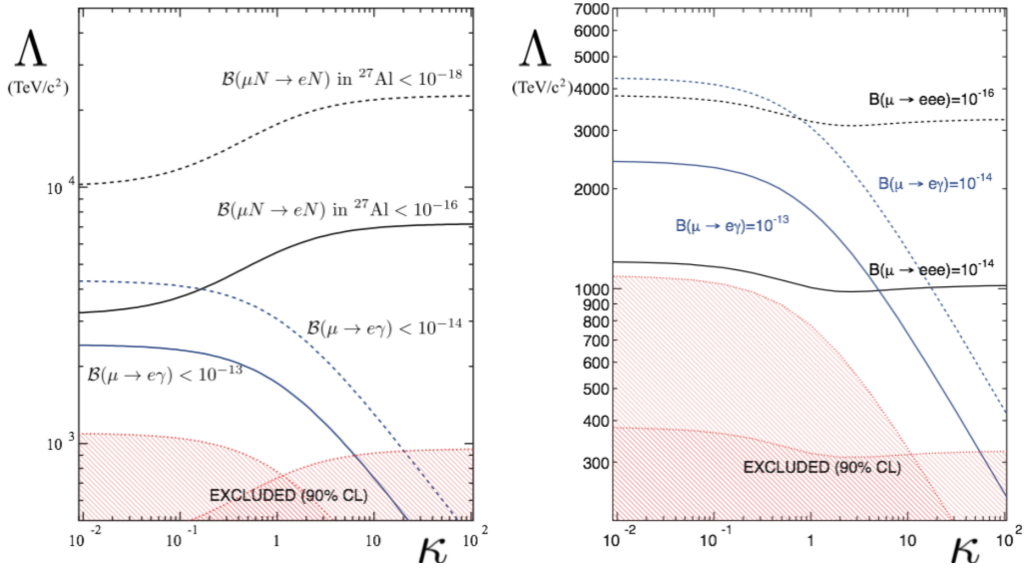 Λ
(TeV/c²)
10⁴
10³
B(μN → eN) in ²⁷Al < 10⁻¹⁸
B(μN → eN) in ²⁷Al < 10⁻¹⁶
B(μ → eγ) < 10⁻¹⁴
B(μ → eγ) < 10⁻¹³
EXCLUDED (90% CL)
10⁻² 10⁻¹ 1 10 10²
κ
Λ
(TeV/c²)
7000
6000
5000
4000
3000
2000
1000
900
800
700
600
500
400
300
B(μ → eee)=10⁻¹⁶
B(μ → eγ)=10⁻¹⁴
B(μ → eγ)=10⁻¹³
B(μ → eee)=10⁻¹⁴
EXCLUDED (90% CL)
10⁻² 10⁻¹ 1 10 10²
κ